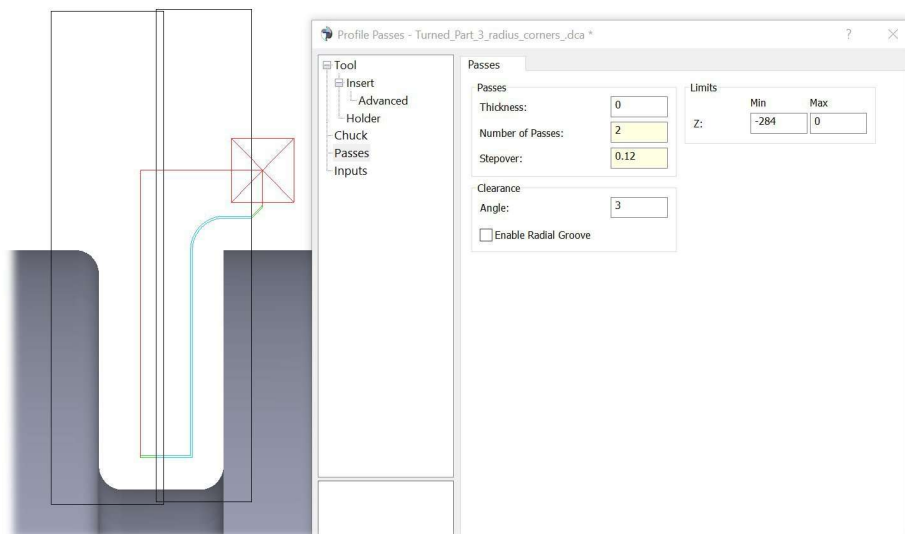 Profile Passes - Turned_Part_3_radius_corners_.dca *
?
Tool
Insert
Advanced
Holder
Chuck
Passes
Inputs
Passes
Passes
Thickness: 0
Number of Passes: 2
Stepover: 0.12
Clearance
Angle: 3
Enable Radial Groove
Limits
Min Max
Z: -284 0